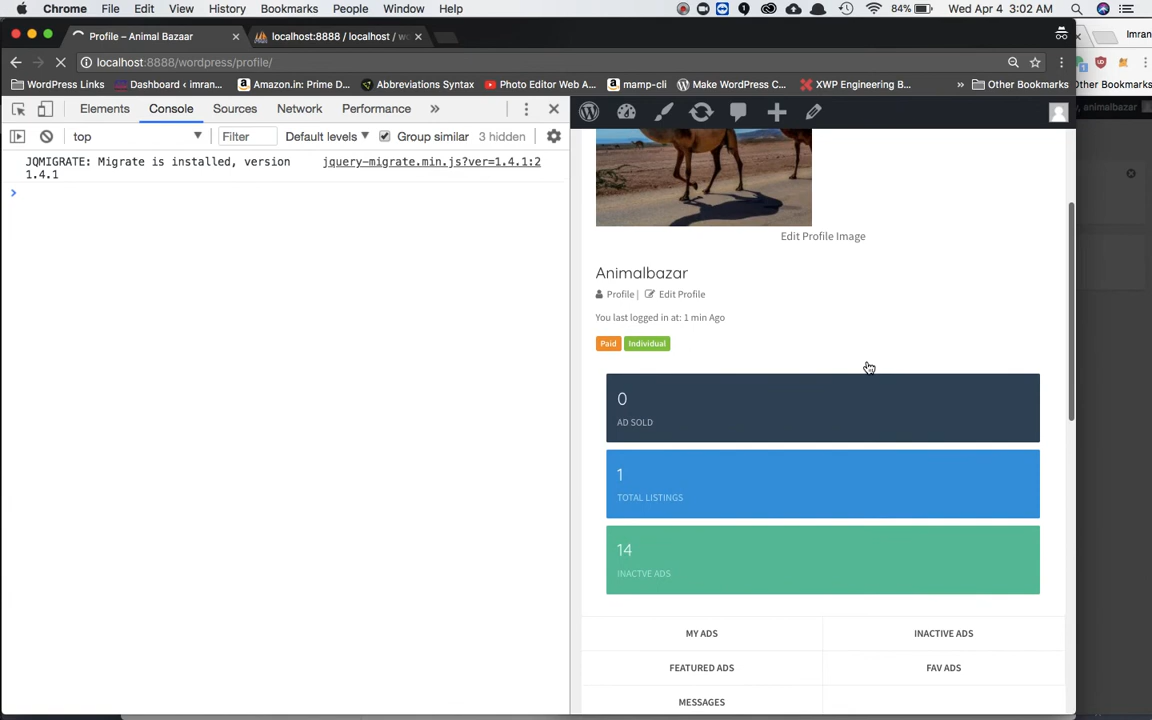 Chrome File Edit View History Bookmarks People Window Help 84% Wed Apr 4 3:02 AM
Profile – Animal Bazaar localhost:8888 / localhost / wo Imran
localhost:8888/wordpress/profile/
WordPress Links Dashboard ‹ imran... Amazon.in: Prime D... Abbreviations Syntax Photo Editor Web A... mamp-cli Make WordPress C... XWP Engineering B... » Other Bookmarks Other Bookmarks
Elements Console Sources Network Performance »
y, animalbazar
top Filter Default levels Group similar 3 hidden
JQMIGRATE: Migrate is installed, version jquery-migrate.min.js?ver=1.4.1:2
1.4.1
Edit Profile Image
Animalbazar
Profile | Edit Profile
You last logged in at: 1 min Ago
Paid Individual
0
AD SOLD
1
TOTAL LISTINGS
14
INACTVE ADS
MY ADS INACTIVE ADS
FEATURED ADS FAV ADS
MESSAGES